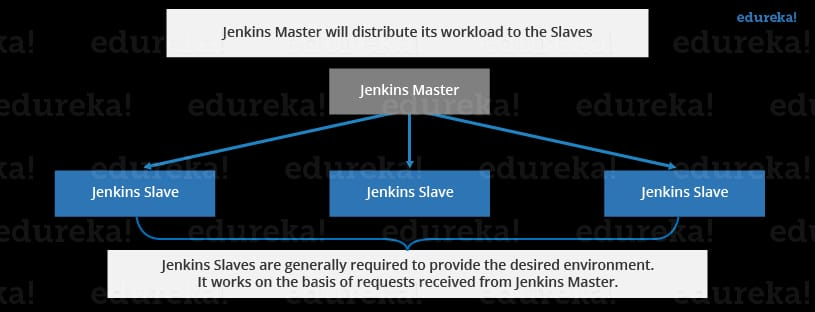 Jenkins Master will distribute its workload to the Slaves
edureka!
Jenkins Master
Jenkins Slave
Jenkins Slave
Jenkins Slave
Jenkins Slaves are generally required to provide the desired environment.
It works on the basis of requests received from Jenkins Master.